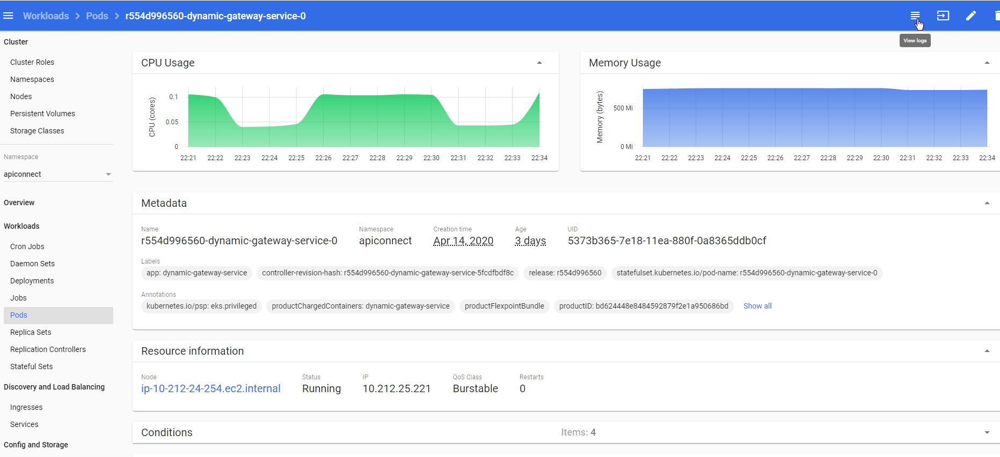 Workloads > Pods > r554d996560-dynamic-gateway-service-0
View logs
Cluster
Cluster Roles
Namespaces
Nodes
Persistent Volumes
Storage Classes
Namespace
apiconnect
Overview
Workloads
Cron Jobs
Daemon Sets
Deployments
Jobs
Pods
Replica Sets
Replication Controllers
Stateful Sets
Discovery and Load Balancing
Ingresses
Services
Config and Storage
CPU Usage
CPU (cores)
0.1
0.05
0
22:21 22:22 22:23 22:24 22:25 22:26 22:27 22:28 22:29 22:30 22:31 22:32 22:33 22:34
Memory Usage
Memory (bytes)
500 Mi
0 Mi
22:21 22:22 22:23 22:24 22:25 22:26 22:27 22:28 22:29 22:30 22:31 22:32 22:33 22:34
Metadata
Name Namespace Creation time Age UID
r554d996560-dynamic-gateway-service-0 apiconnect Apr 14, 2020 3 days 5373b365-7e18-11ea-880f-0a8365ddb0cf
Labels
app: dynamic-gateway-service controller-revision-hash: r554d996560-dynamic-gateway-service-5fcdfbdf8c release: r554d996560 statefulset.kubernetes.io/pod-name: r554d996560-dynamic-gateway-service-0
Annotations
kubernetes.io/psp: eks.privileged productChargedContainers: dynamic-gateway-service productFlexpointBundle productID: bd624448e8484592879f2e1a950686bd Show all
Resource information
Node Status IP QoS Class Restarts
ip-10-212-24-254.ec2.internal Running 10.212.25.221 Burstable 0
Conditions Items: 4